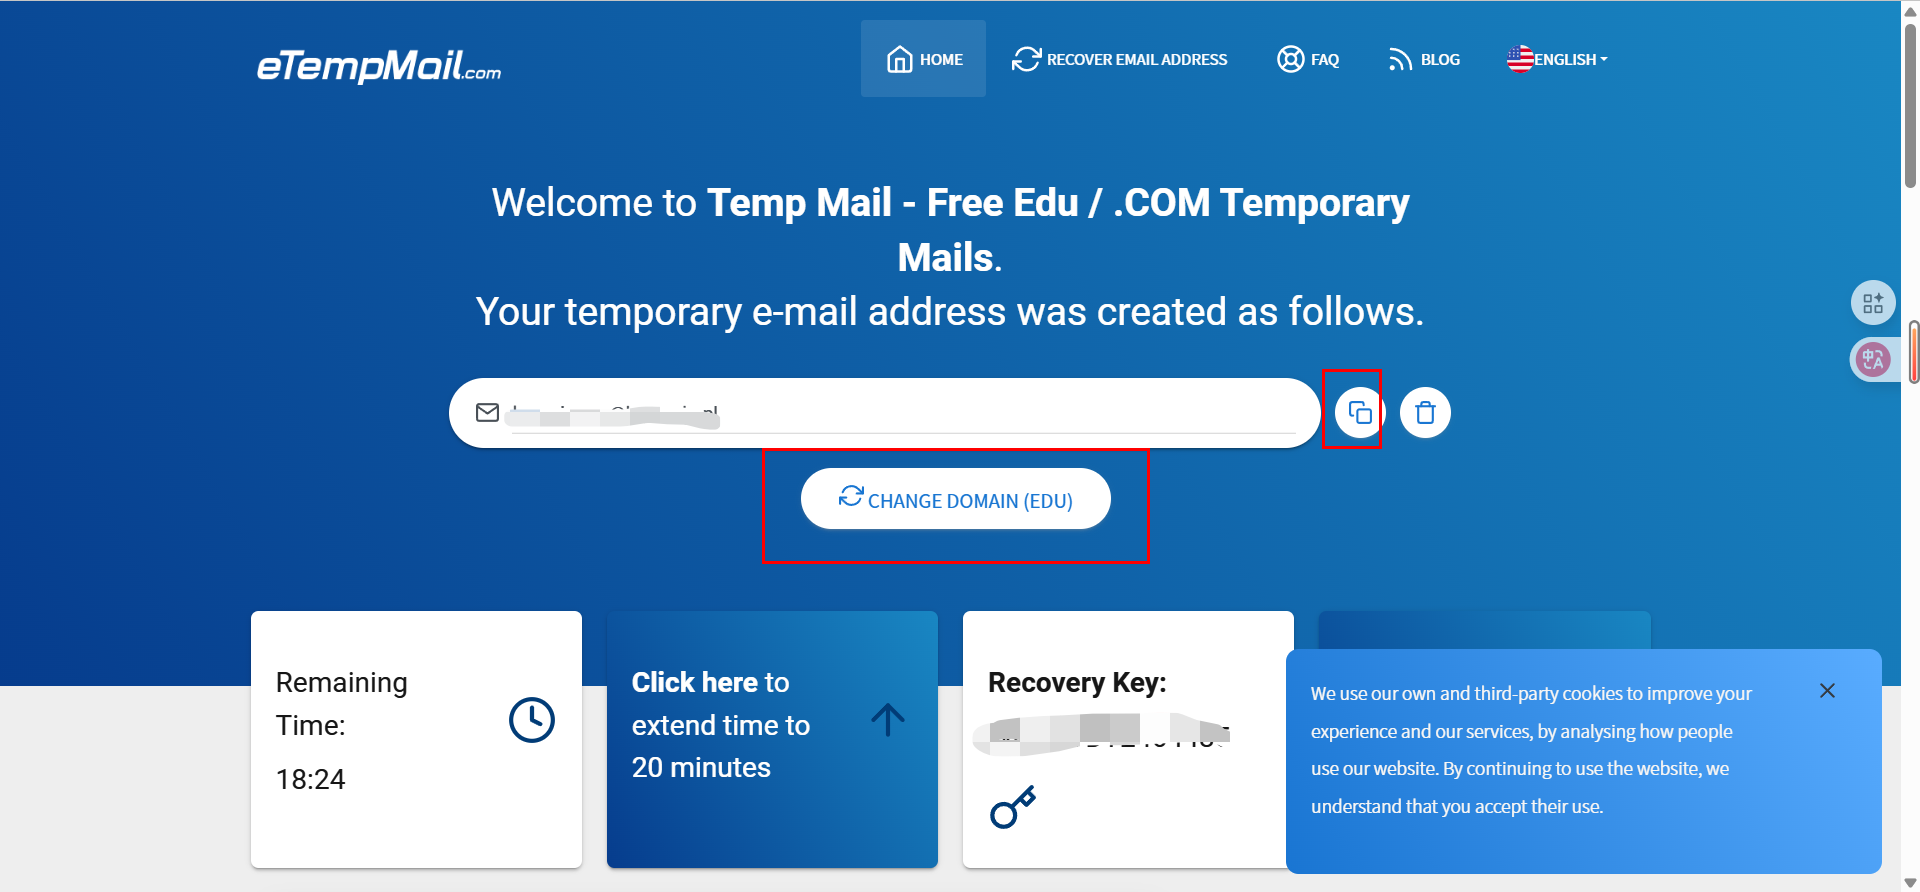 eTempMail.com
HOME
RECOVER EMAIL ADDRESS
FAQ
BLOG
ENGLISH
Welcome to Temp Mail - Free Edu / .COM Temporary
Mails.
Your temporary e-mail address was created as follows.
CHANGE DOMAIN (EDU)
Remaining
Time:
18:24
Click here to
extend time to
20 minutes
Recovery Key:
We use our own and third-party cookies to improve your
experience and our services, by analysing how people
use our website. By continuing to use the website, we
understand that you accept their use.